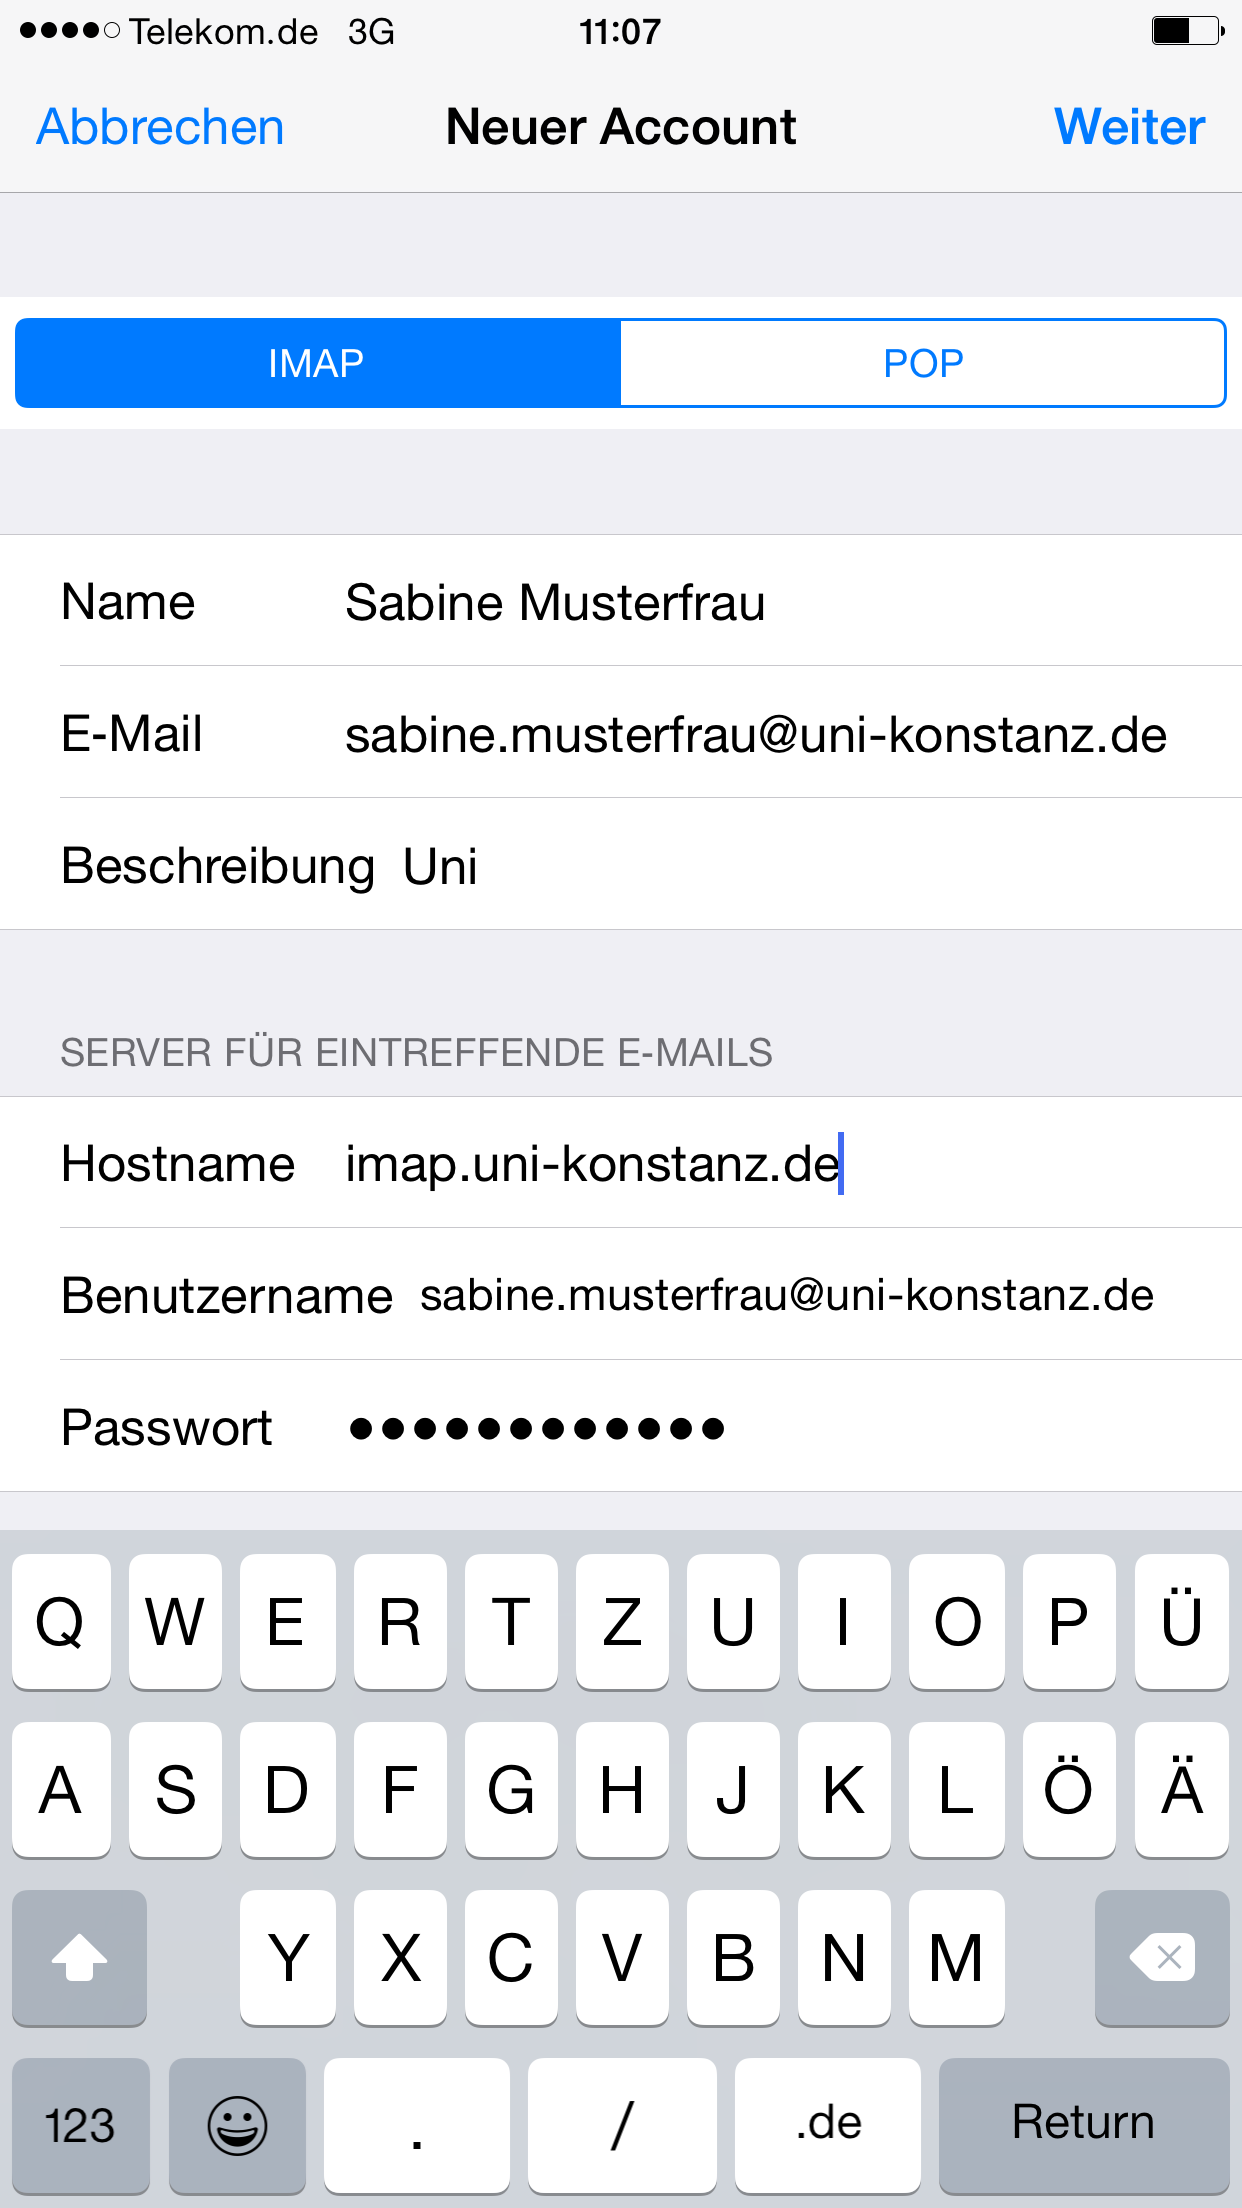 Telekom.de 3G 11:07
Abbrechen Neuer Account Weiter
IMAP POP
Name Sabine Musterfrau
E-Mail sabine.musterfrau@uni-konstanz.de
Beschreibung Uni
SERVER FÜR EINTREFFENDE E-MAILS
Hostname imap.uni-konstanz.de
Benutzername sabine.musterfrau@uni-konstanz.de
Passwort ●●●●●●●●●●●●
Q W E R T Z U I O P Ü
A S D F G H J K L Ö Ä
Y X C V B N M
123 . / .de Return